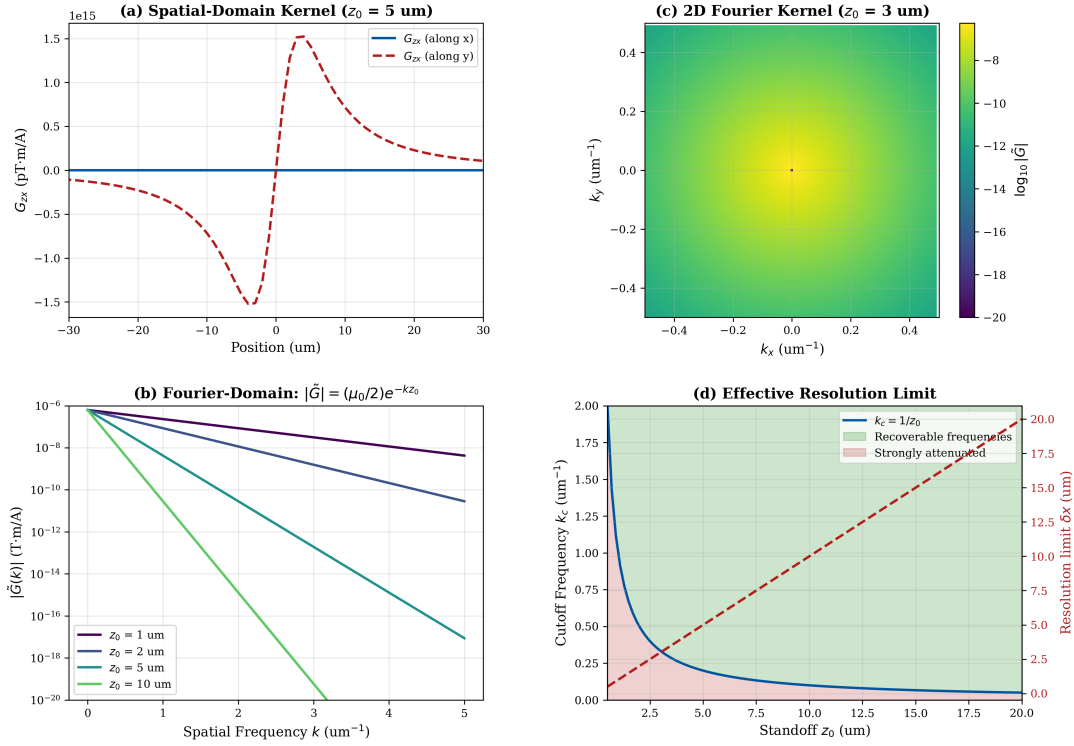 (a) Spatial-Domain Kernel (z₀ = 5 um)
1e15
1.5
1.0
0.5
0.0
−0.5
−1.0
−1.5
G_zx (pT·m/A)
G_zx (along x)
G_zx (along y)
−30 −20 −10 0 10 20 30
Position (um)
(c) 2D Fourier Kernel (z₀ = 3 um)
0.4
0.2
0.0
−0.2
−0.4
k_y (um⁻¹)
−0.4 −0.2 0.0 0.2 0.4
k_x (um⁻¹)
−8
−10
−12
−14
−16
−18
−20
log₁₀|G̃|
(b) Fourier-Domain: |G̃| = (μ₀/2)e^{−kz₀}
10⁻⁶
10⁻⁸
10⁻¹⁰
10⁻¹²
10⁻¹⁴
10⁻¹⁶
10⁻¹⁸
10⁻²⁰
|G̃(k)| (T·m/A)
z₀ = 1 um
z₀ = 2 um
z₀ = 5 um
z₀ = 10 um
0 1 2 3 4 5
Spatial Frequency k (um⁻¹)
(d) Effective Resolution Limit
2.00
1.75
1.50
1.25
1.00
0.75
0.50
0.25
0.00
Cutoff Frequency k_c (um⁻¹)
k_c = 1/z₀
Recoverable frequencies
Strongly attenuated
20.0
17.5
15.0
12.5
10.0
7.5
5.0
2.5
0.0
Resolution limit δx (um)
2.5 5.0 7.5 10.0 12.5 15.0 17.5 20.0
Standoff z₀ (um)